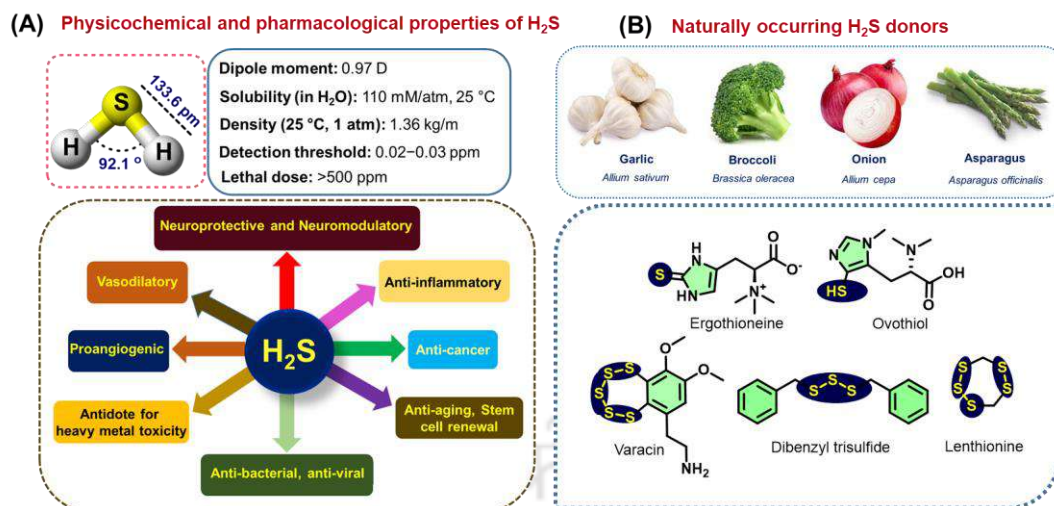 (A) Physicochemical and pharmacological properties of H₂S
S
H
H
133.6 pm
92.1 °
Dipole moment: 0.97 D
Solubility (in H₂O): 110 mM/atm, 25 °C
Density (25 °C, 1 atm): 1.36 kg/m
Detection threshold: 0.02−0.03 ppm
Lethal dose: >500 ppm
Neuroprotective and Neuromodulatory
Vasodilatory
Anti-inflammatory
Proangiogenic
H₂S
Anti-cancer
Antidote for
heavy metal toxicity
Anti-aging, Stem
cell renewal
Anti-bacterial, anti-viral
(B) Naturally occurring H₂S donors
Garlic
Allium sativum
Broccoli
Brassica oleracea
Onion
Allium cepa
Asparagus
Asparagus officinalis
H
N
S
N
H
O
O-
N+
Ergothioneine
N
N
N
HS
O
OH
Ovothiol
S
S
S
S
S
O
O
NH₂
Varacin
S
S
S
Dibenzyl trisulfide
S
S
S
S
S
Lenthionine